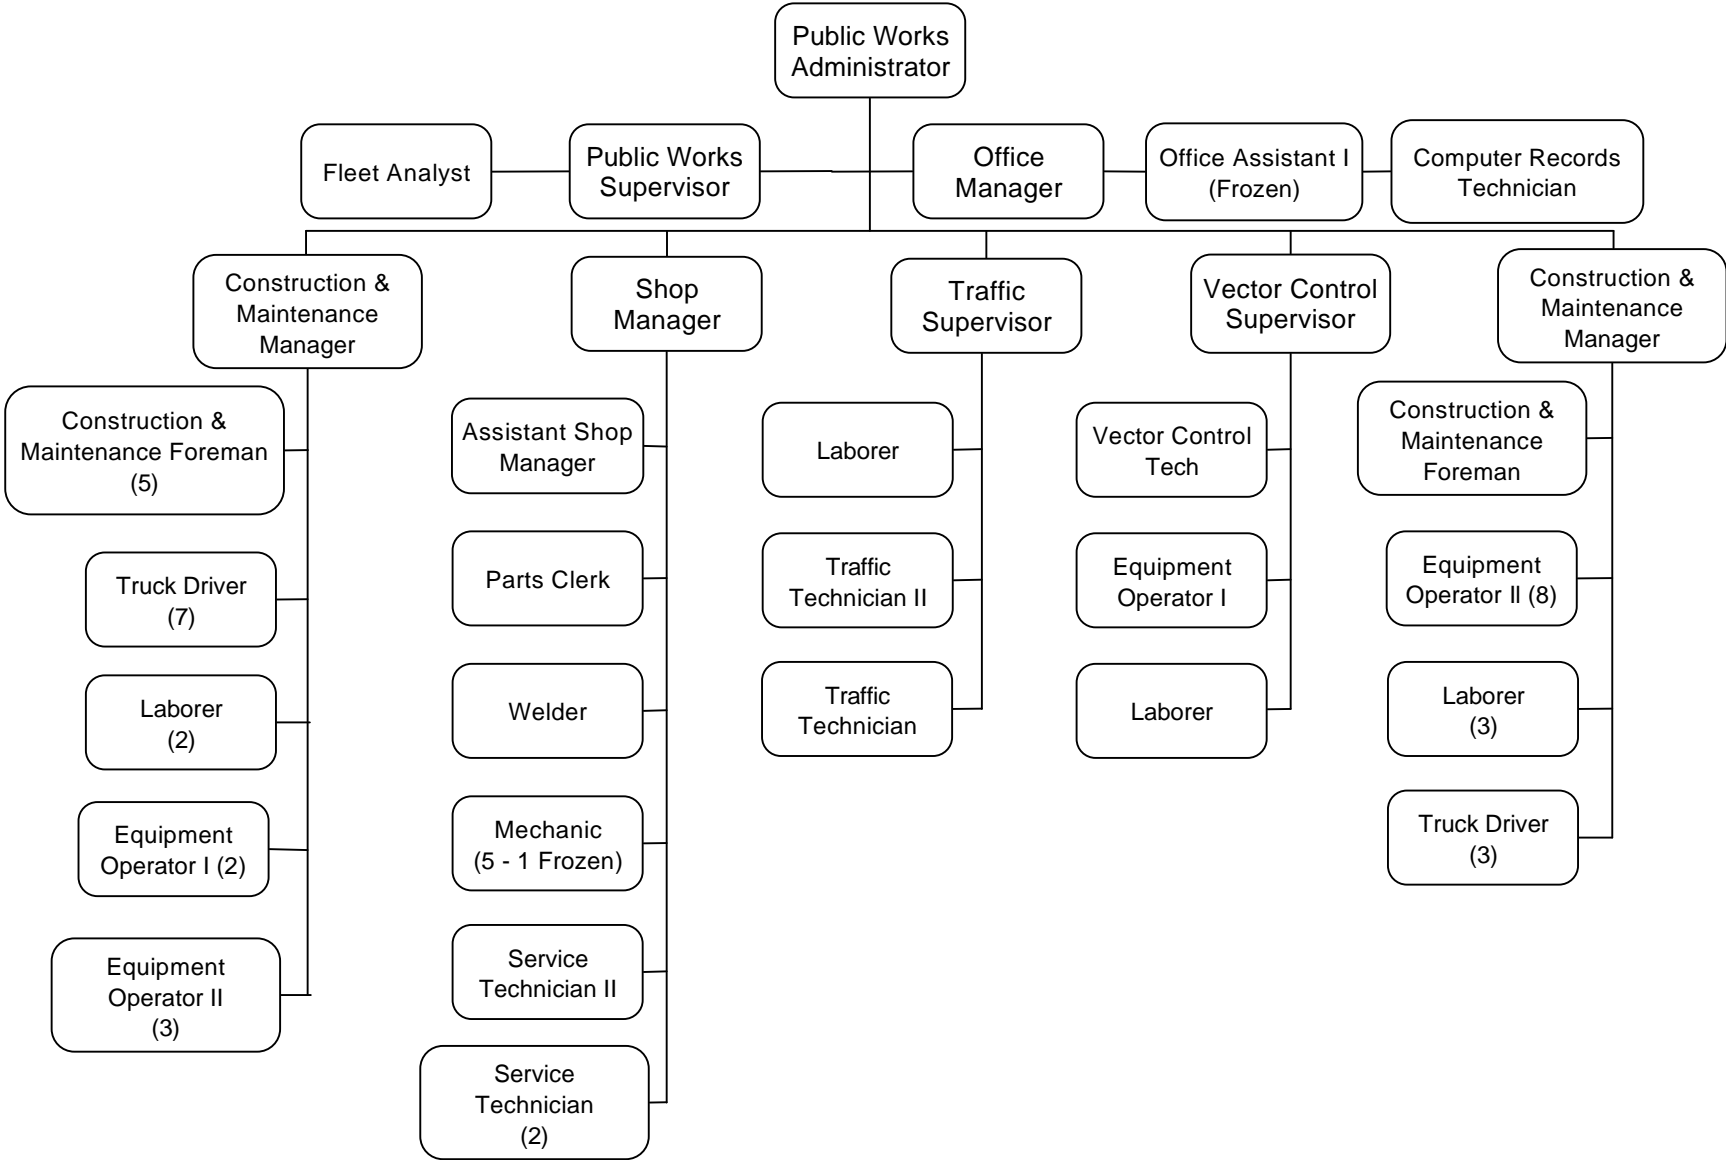 Public Works
Administrator
Fleet Analyst
Public Works
Supervisor
Office
Manager
Office Assistant I
(Frozen)
Computer Records
Technician
Construction &
Maintenance
Manager
Shop
Manager
Traffic
Supervisor
Vector Control
Supervisor
Construction &
Maintenance
Manager
Construction &
Maintenance Foreman
(5)
Truck Driver
(7)
Laborer
(2)
Equipment
Operator I (2)
Equipment
Operator II
(3)
Assistant Shop
Manager
Parts Clerk
Welder
Mechanic
(5 - 1 Frozen)
Service
Technician II
Service
Technician
(2)
Laborer
Traffic
Technician II
Traffic
Technician
Vector Control
Tech
Equipment
Operator I
Laborer
Construction &
Maintenance
Foreman
Equipment
Operator II (8)
Laborer
(3)
Truck Driver
(3)